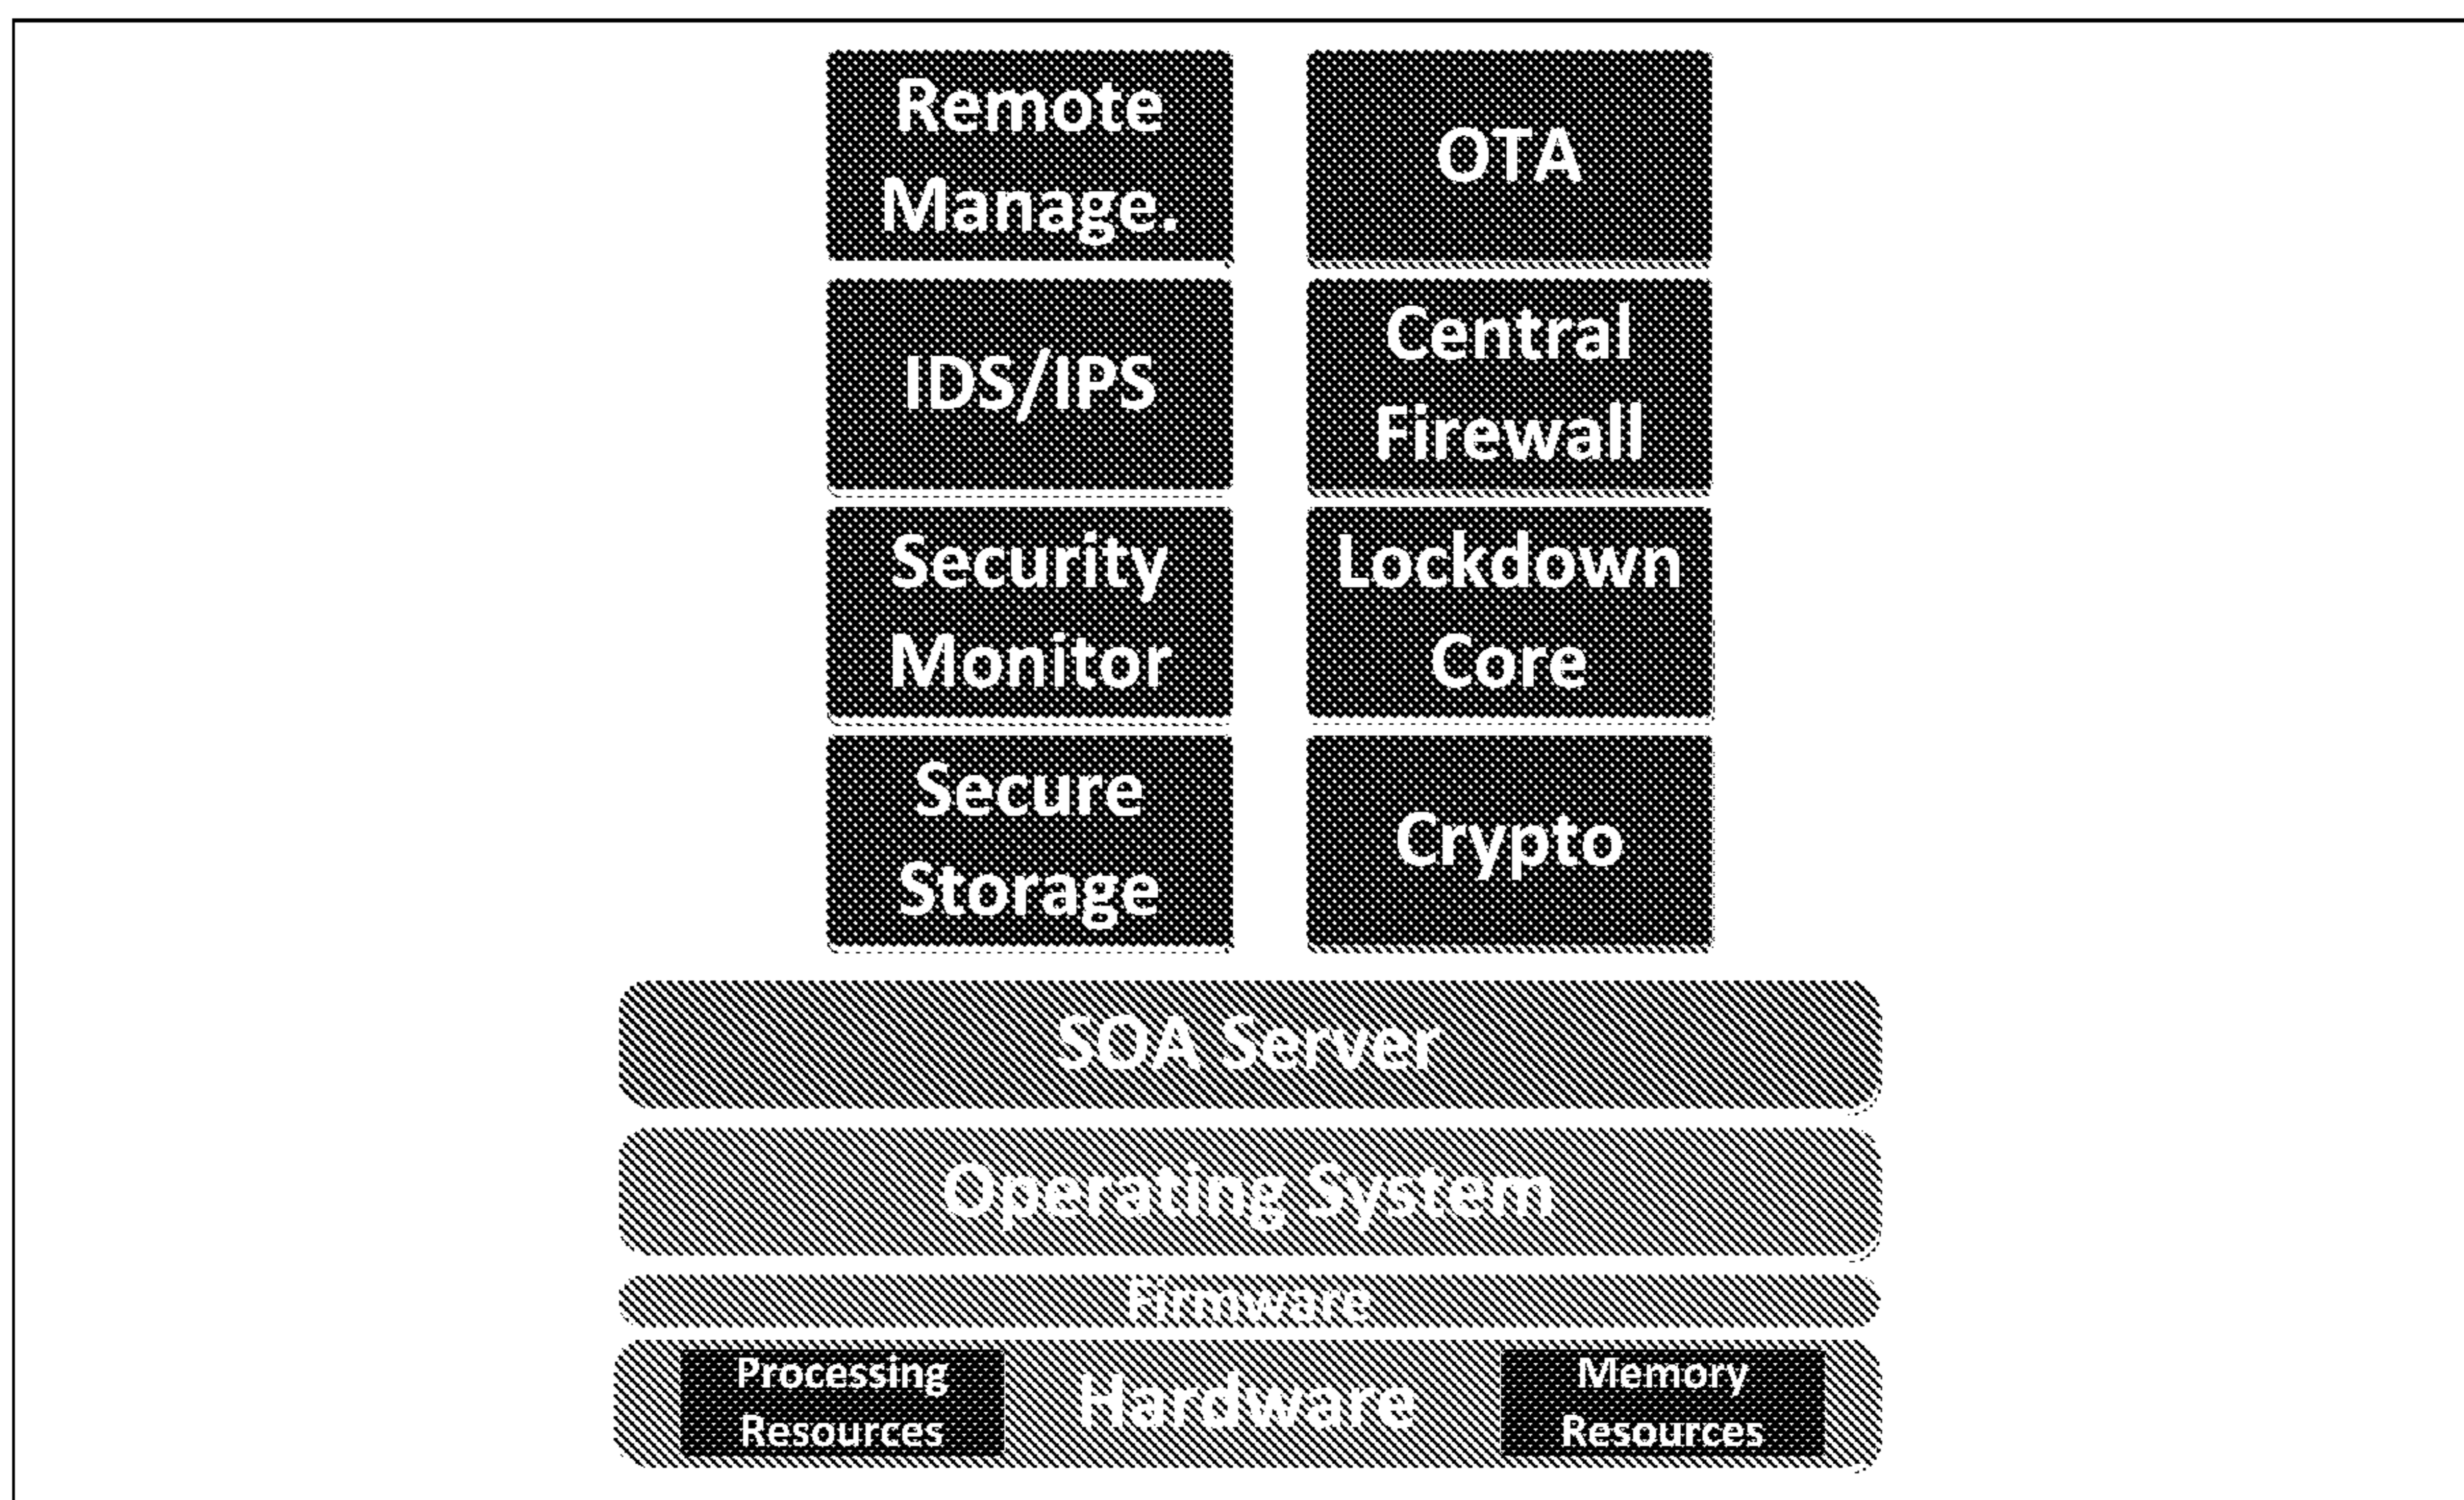 Remote
Manage.
OTA
IDS/IPS
Central
Firewall
Security
Monitor
Lockdown
Core
Secure
Storage
Crypto
SOA Server
Operating System
Firmware
Processing
Resources
Hardware
Memory
Resources